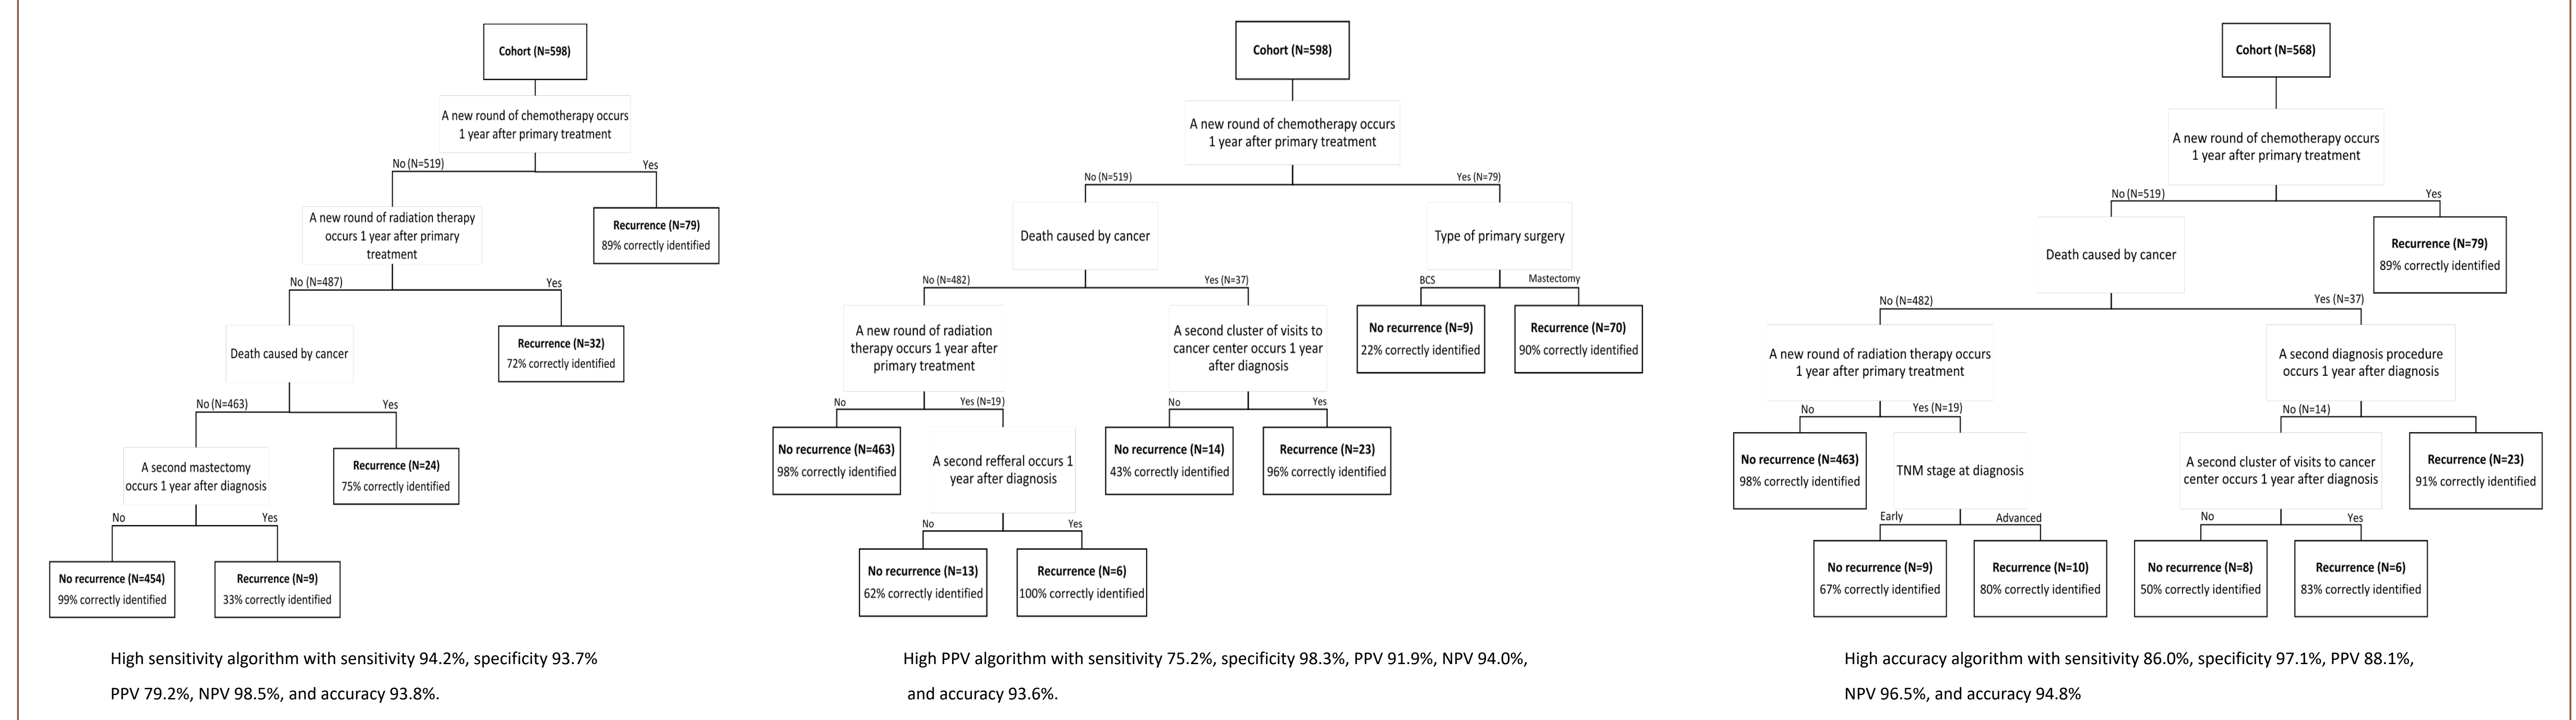 Cohort (N=598)
A new round of chemotherapy occurs
1 year after primary treatment
No (N=519)
Yes
A new round of radiation therapy
occurs 1 year after primary
treatment
Recurrence (N=79)
89% correctly identified
No (N=487)
Yes
Death caused by cancer
Recurrence (N=32)
72% correctly identified
No (N=463)
Yes
A second mastectomy
occurs 1 year after diagnosis
Recurrence (N=24)
75% correctly identified
No
Yes
No recurrence (N=454)
99% correctly identified
Recurrence (N=9)
33% correctly identified
High sensitivity algorithm with sensitivity 94.2%, specificity 93.7%
PPV 79.2%, NPV 98.5%, and accuracy 93.8%.
Cohort (N=598)
A new round of chemotherapy occurs
1 year after primary treatment
No (N=519)
Yes (N=79)
Death caused by cancer
Type of primary surgery
No (N=482)
Yes (N=37)
BCS
Mastectomy
A new round of radiation
therapy occurs 1 year after
primary treatment
A second cluster of visits to
cancer center occurs 1 year
after diagnosis
No recurrence (N=9)
22% correctly identified
Recurrence (N=70)
90% correctly identified
No
Yes (N=19)
No
Yes
No recurrence (N=463)
98% correctly identified
A second refferal occurs 1
year after diagnosis
No recurrence (N=14)
43% correctly identified
Recurrence (N=23)
96% correctly identified
No
Yes
No recurrence (N=13)
62% correctly identified
Recurrence (N=6)
100% correctly identified
High PPV algorithm with sensitivity 75.2%, specificity 98.3%, PPV 91.9%, NPV 94.0%,
and accuracy 93.6%.
Cohort (N=568)
A new round of chemotherapy occurs
1 year after primary treatment
No (N=519)
Yes
Death caused by cancer
Recurrence (N=79)
89% correctly identified
No (N=482)
Yes (N=37)
A new round of radiation therapy occurs
1 year after primary treatment
A second diagnosis procedure
occurs 1 year after diagnosis
No
Yes (N=19)
No (N=14)
No recurrence (N=463)
98% correctly identified
TNM stage at diagnosis
A second cluster of visits to cancer
center occurs 1 year after diagnosis
Recurrence (N=23)
91% correctly identified
Early
Advanced
No
Yes
No recurrence (N=9)
67% correctly identified
Recurrence (N=10)
80% correctly identified
No recurrence (N=8)
50% correctly identified
Recurrence (N=6)
83% correctly identified
High accuracy algorithm with sensitivity 86.0%, specificity 97.1%, PPV 88.1%,
NPV 96.5%, and accuracy 94.8%